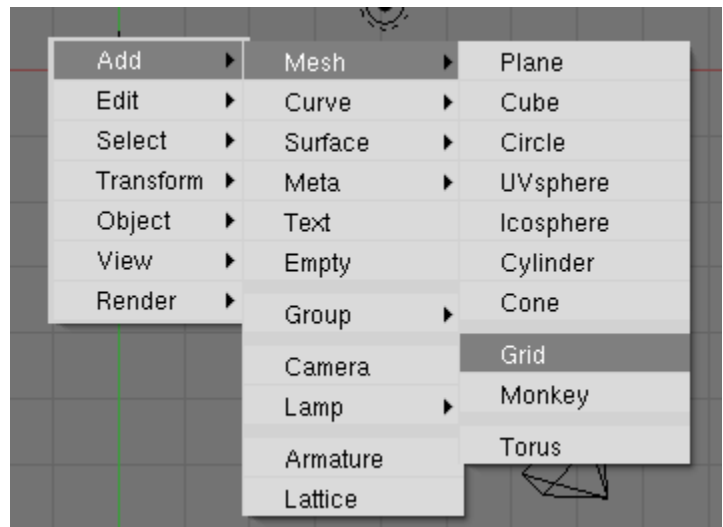 Add
Edit
Select
Transform
Object
View
Render
Mesh
Curve
Surface
Meta
Text
Empty
Group
Camera
Lamp
Armature
Lattice
Plane
Cube
Circle
UVsphere
Icosphere
Cylinder
Cone
Grid
Monkey
Torus